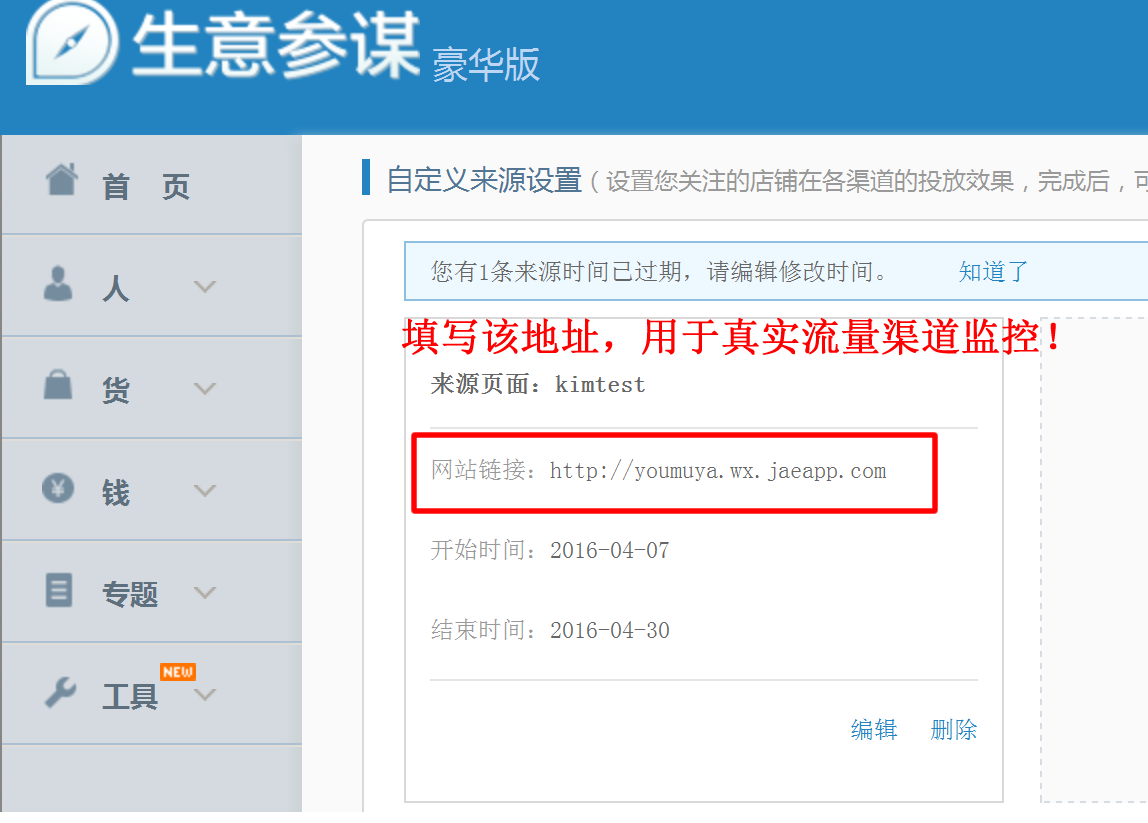 生意参谋 豪华版
首 页
人
货
钱
专题
工具
NEW
自定义来源设置（设置您关注的店铺在各渠道的投放效果，完成后，可
您有1条来源时间已过期，请编辑修改时间。 知道了
填写该地址，用于真实流量渠道监控！
来源页面：kimtest
网站链接：http://youmuya.wx.jaeapp.com
开始时间：2016-04-07
结束时间：2016-04-30
编辑 删除